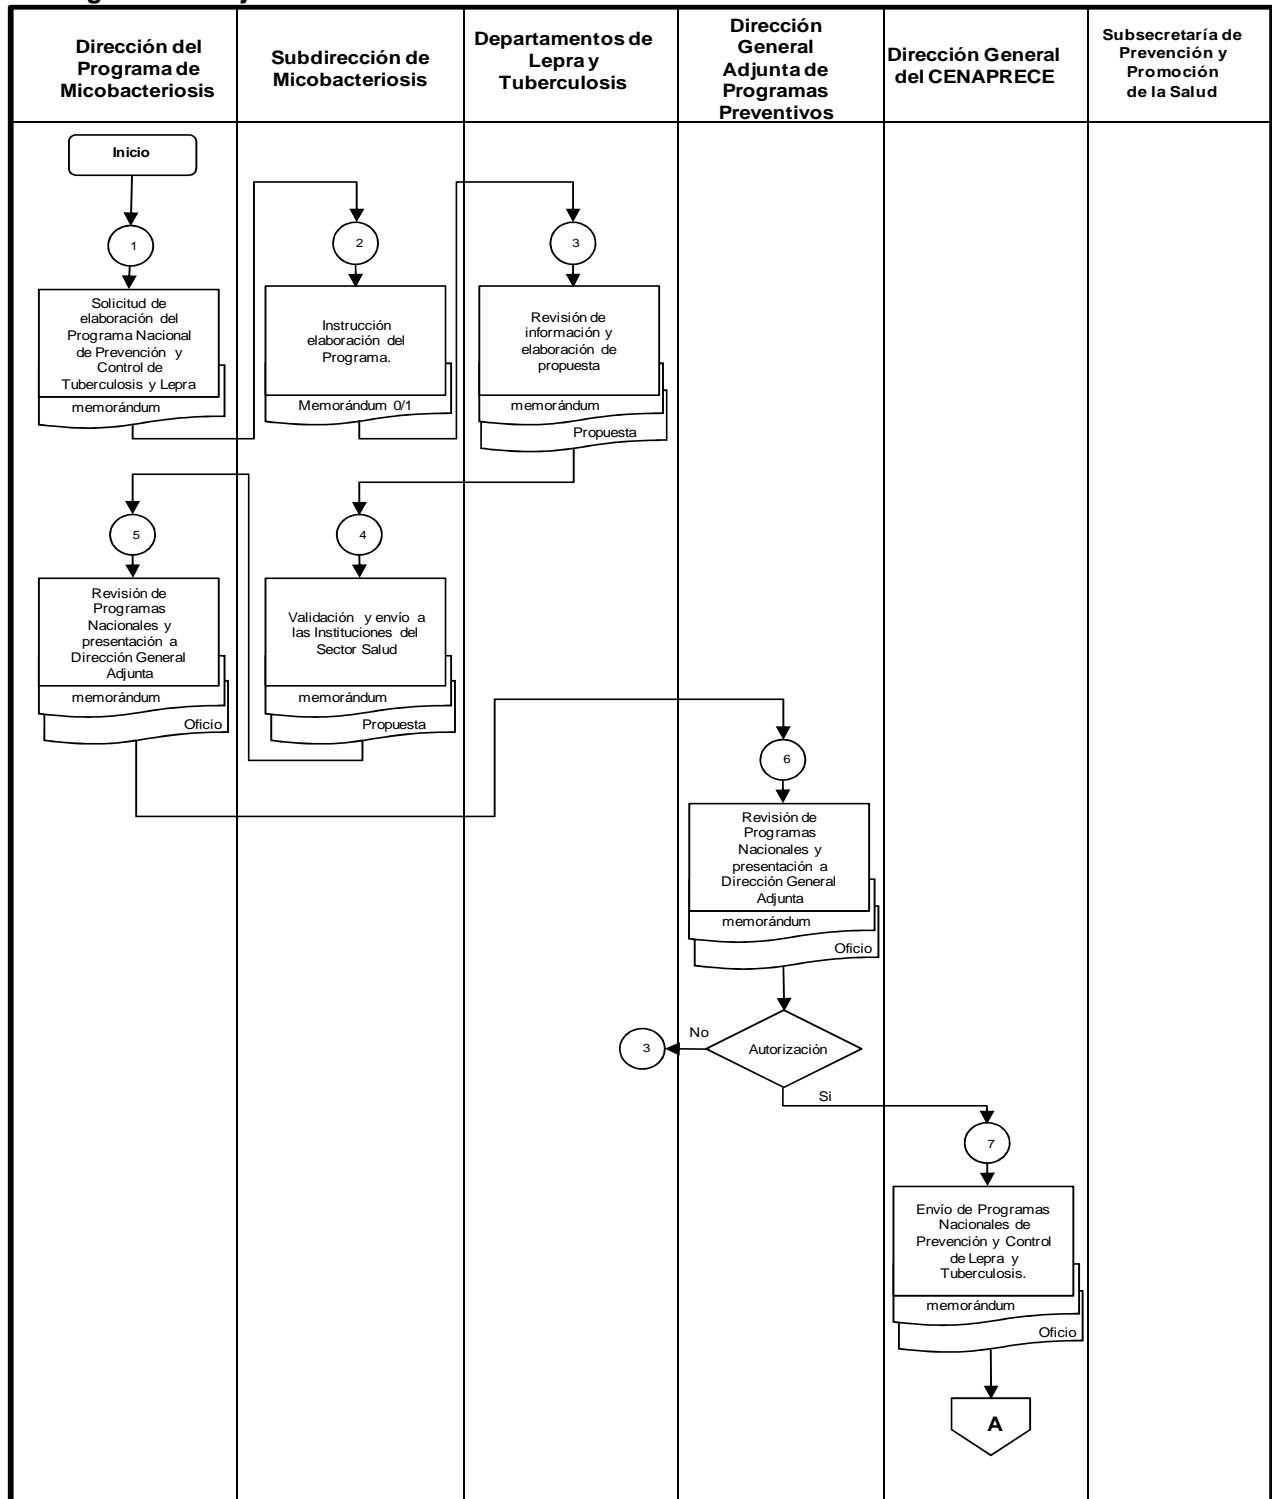 Dirección del
Programa de
Micobacteriosis
Subdirección de
Micobacteriosis
Departamentos de
Lepra y
Tuberculosis
Dirección
General
Adjunta de
Programas
Preventivos
Dirección General
del CENAPRECE
Subsecretaría de
Prevención y
Promoción
de la Salud
Inicio
1
2
3
Solicitud de
elaboración del
Programa Nacional
de Prevención y
Control de
Tuberculosis y Lepra
memorándum
Instrucción
elaboración del
Programa.
Memorándum 0/1
Revisión de
información y
elaboración de
propuesta
memorándum
Propuesta
5
4
Revisión de
Programas
Nacionales y
presentación a
Dirección General
Adjunta
memorándum
Oficio
Validación y envío a
las Instituciones del
Sector Salud
memorándum
Propuesta
6
Revisión de
Programas
Nacionales y
presentación a
Dirección General
Adjunta
memorándum
Oficio
3
No
Autorización
Si
7
Envío de Programas
Nacionales de
Prevención y Control
de Lepra y
Tuberculosis.
memorándum
Oficio
A